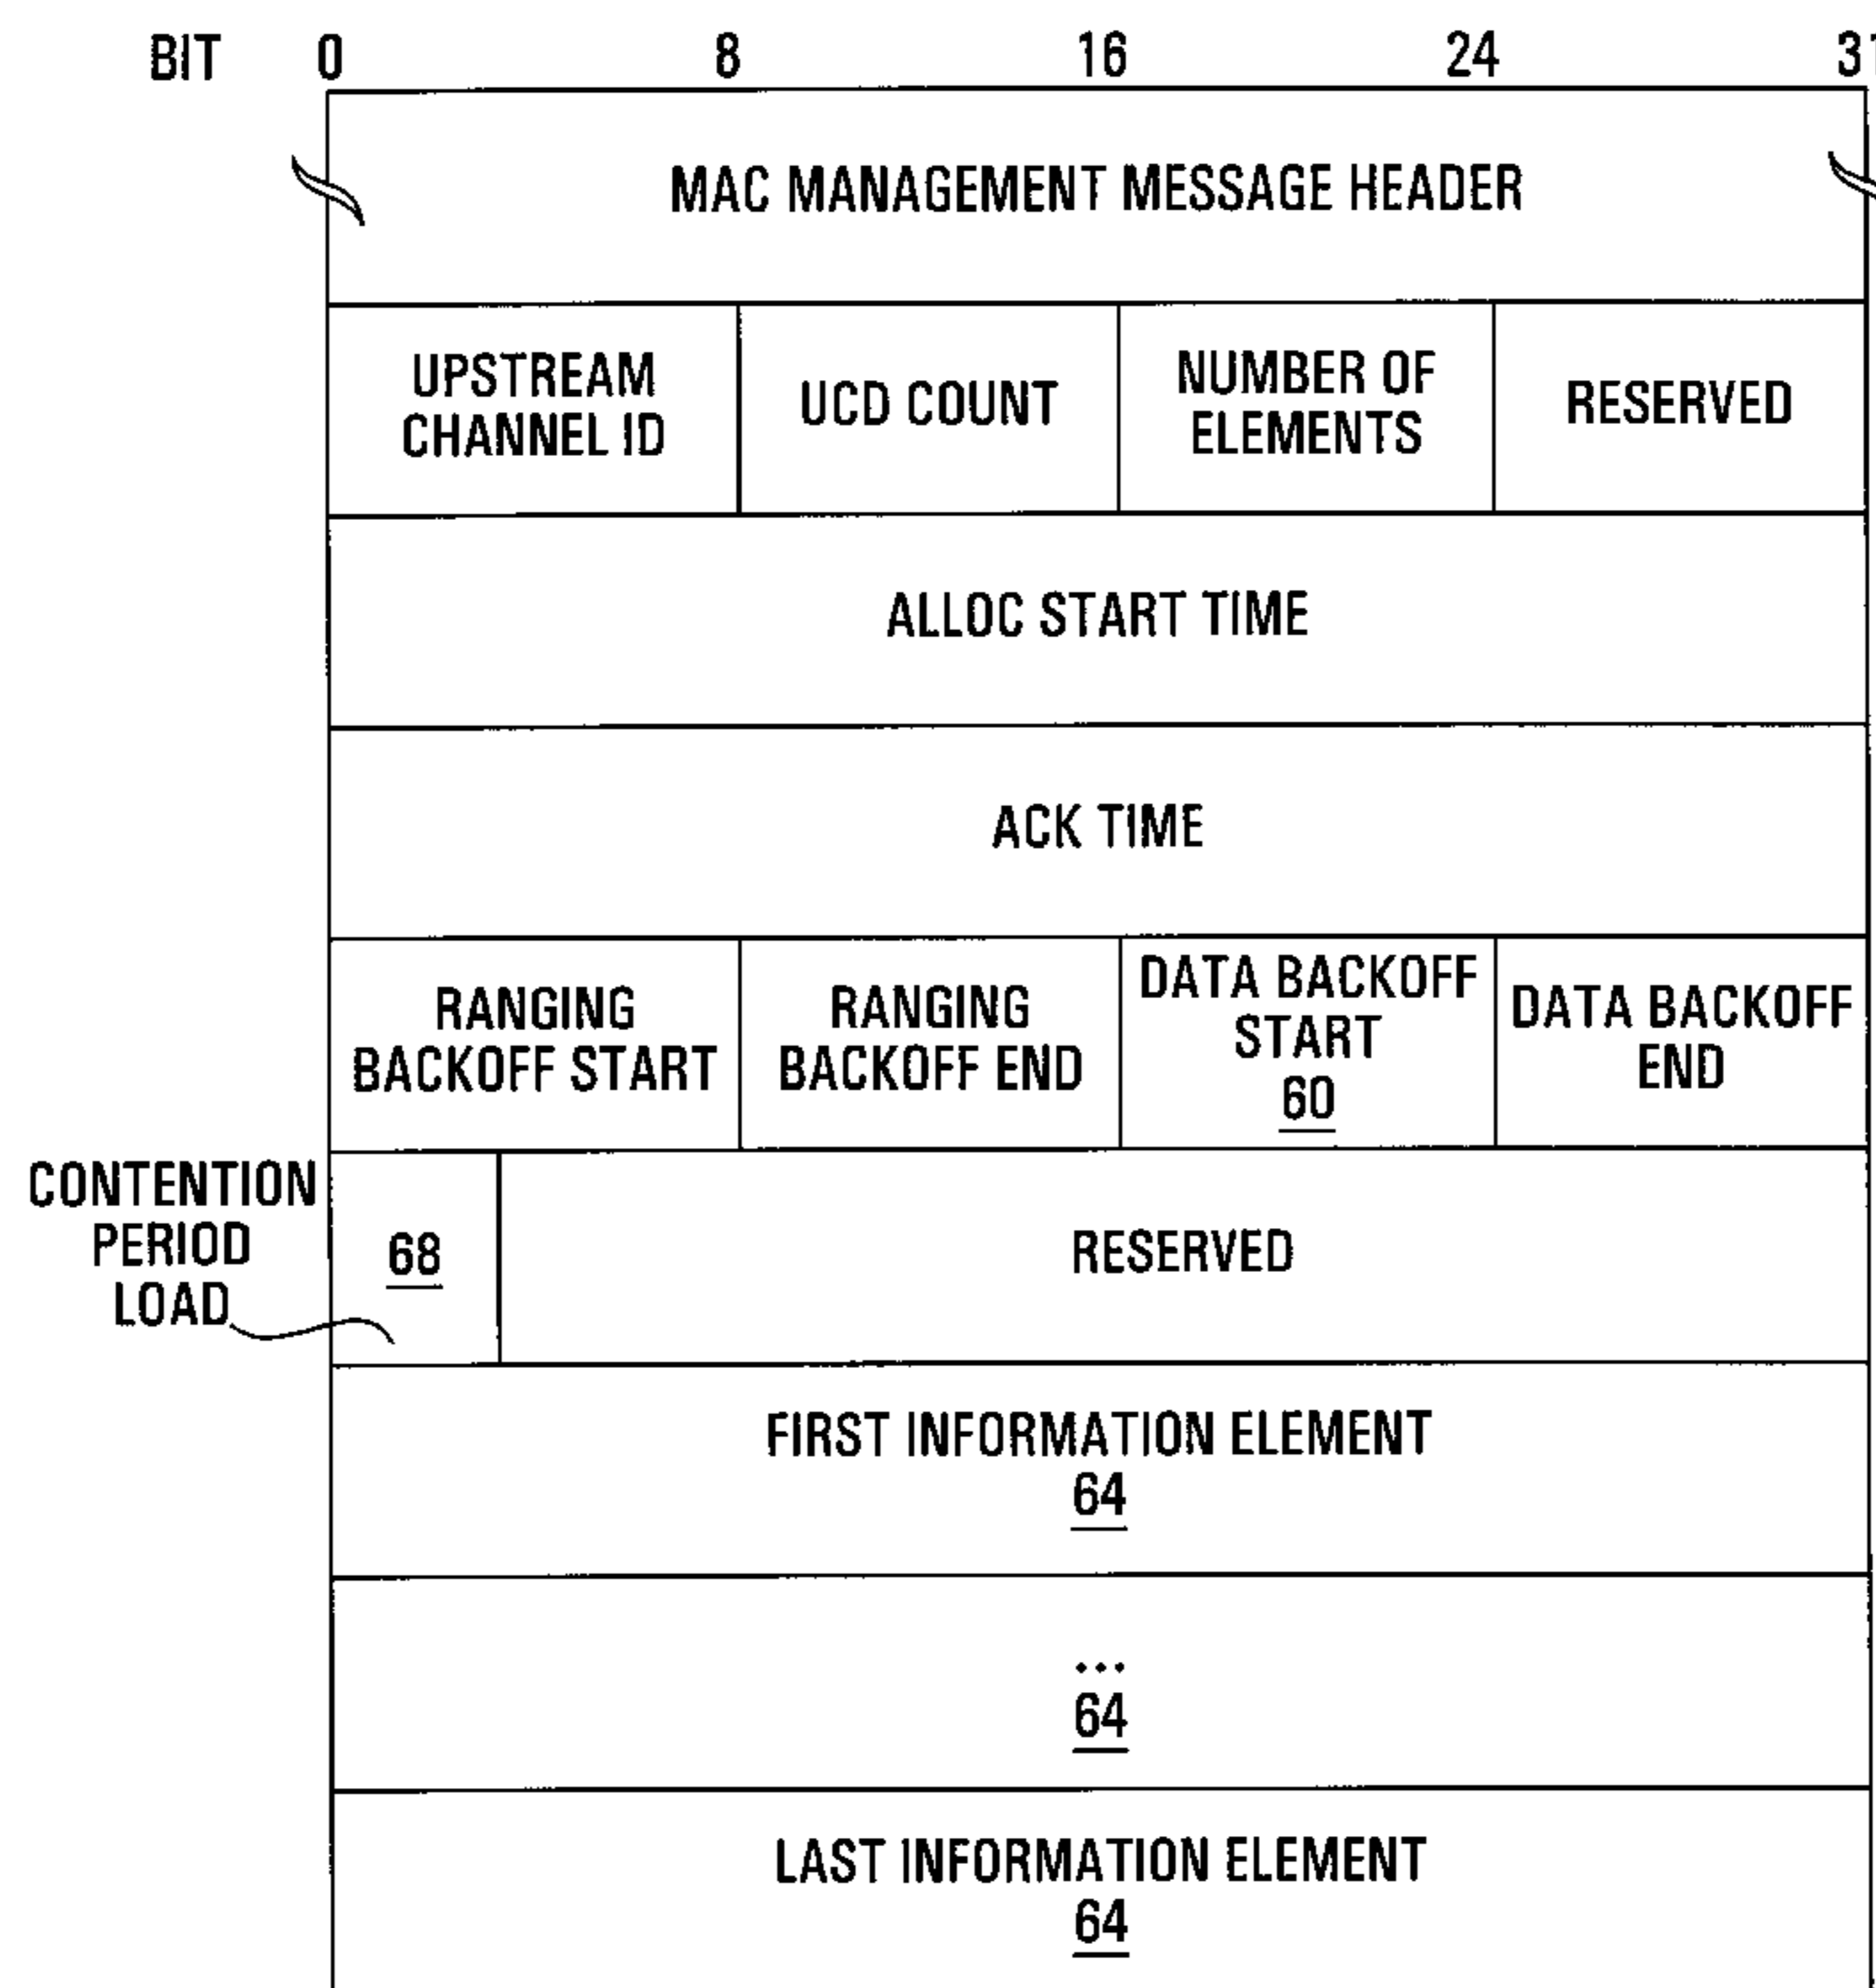 BIT 0 8 16 24 31
MAC MANAGEMENT MESSAGE HEADER
UPSTREAM
CHANNEL ID
UCD COUNT
NUMBER OF
ELEMENTS
RESERVED
ALLOC START TIME
ACK TIME
RANGING
BACKOFF START
RANGING
BACKOFF END
DATA BACKOFF
START
60
DATA BACKOFF
END
CONTENTION
PERIOD
LOAD
68
RESERVED
FIRST INFORMATION ELEMENT
64
...
64
LAST INFORMATION ELEMENT
64